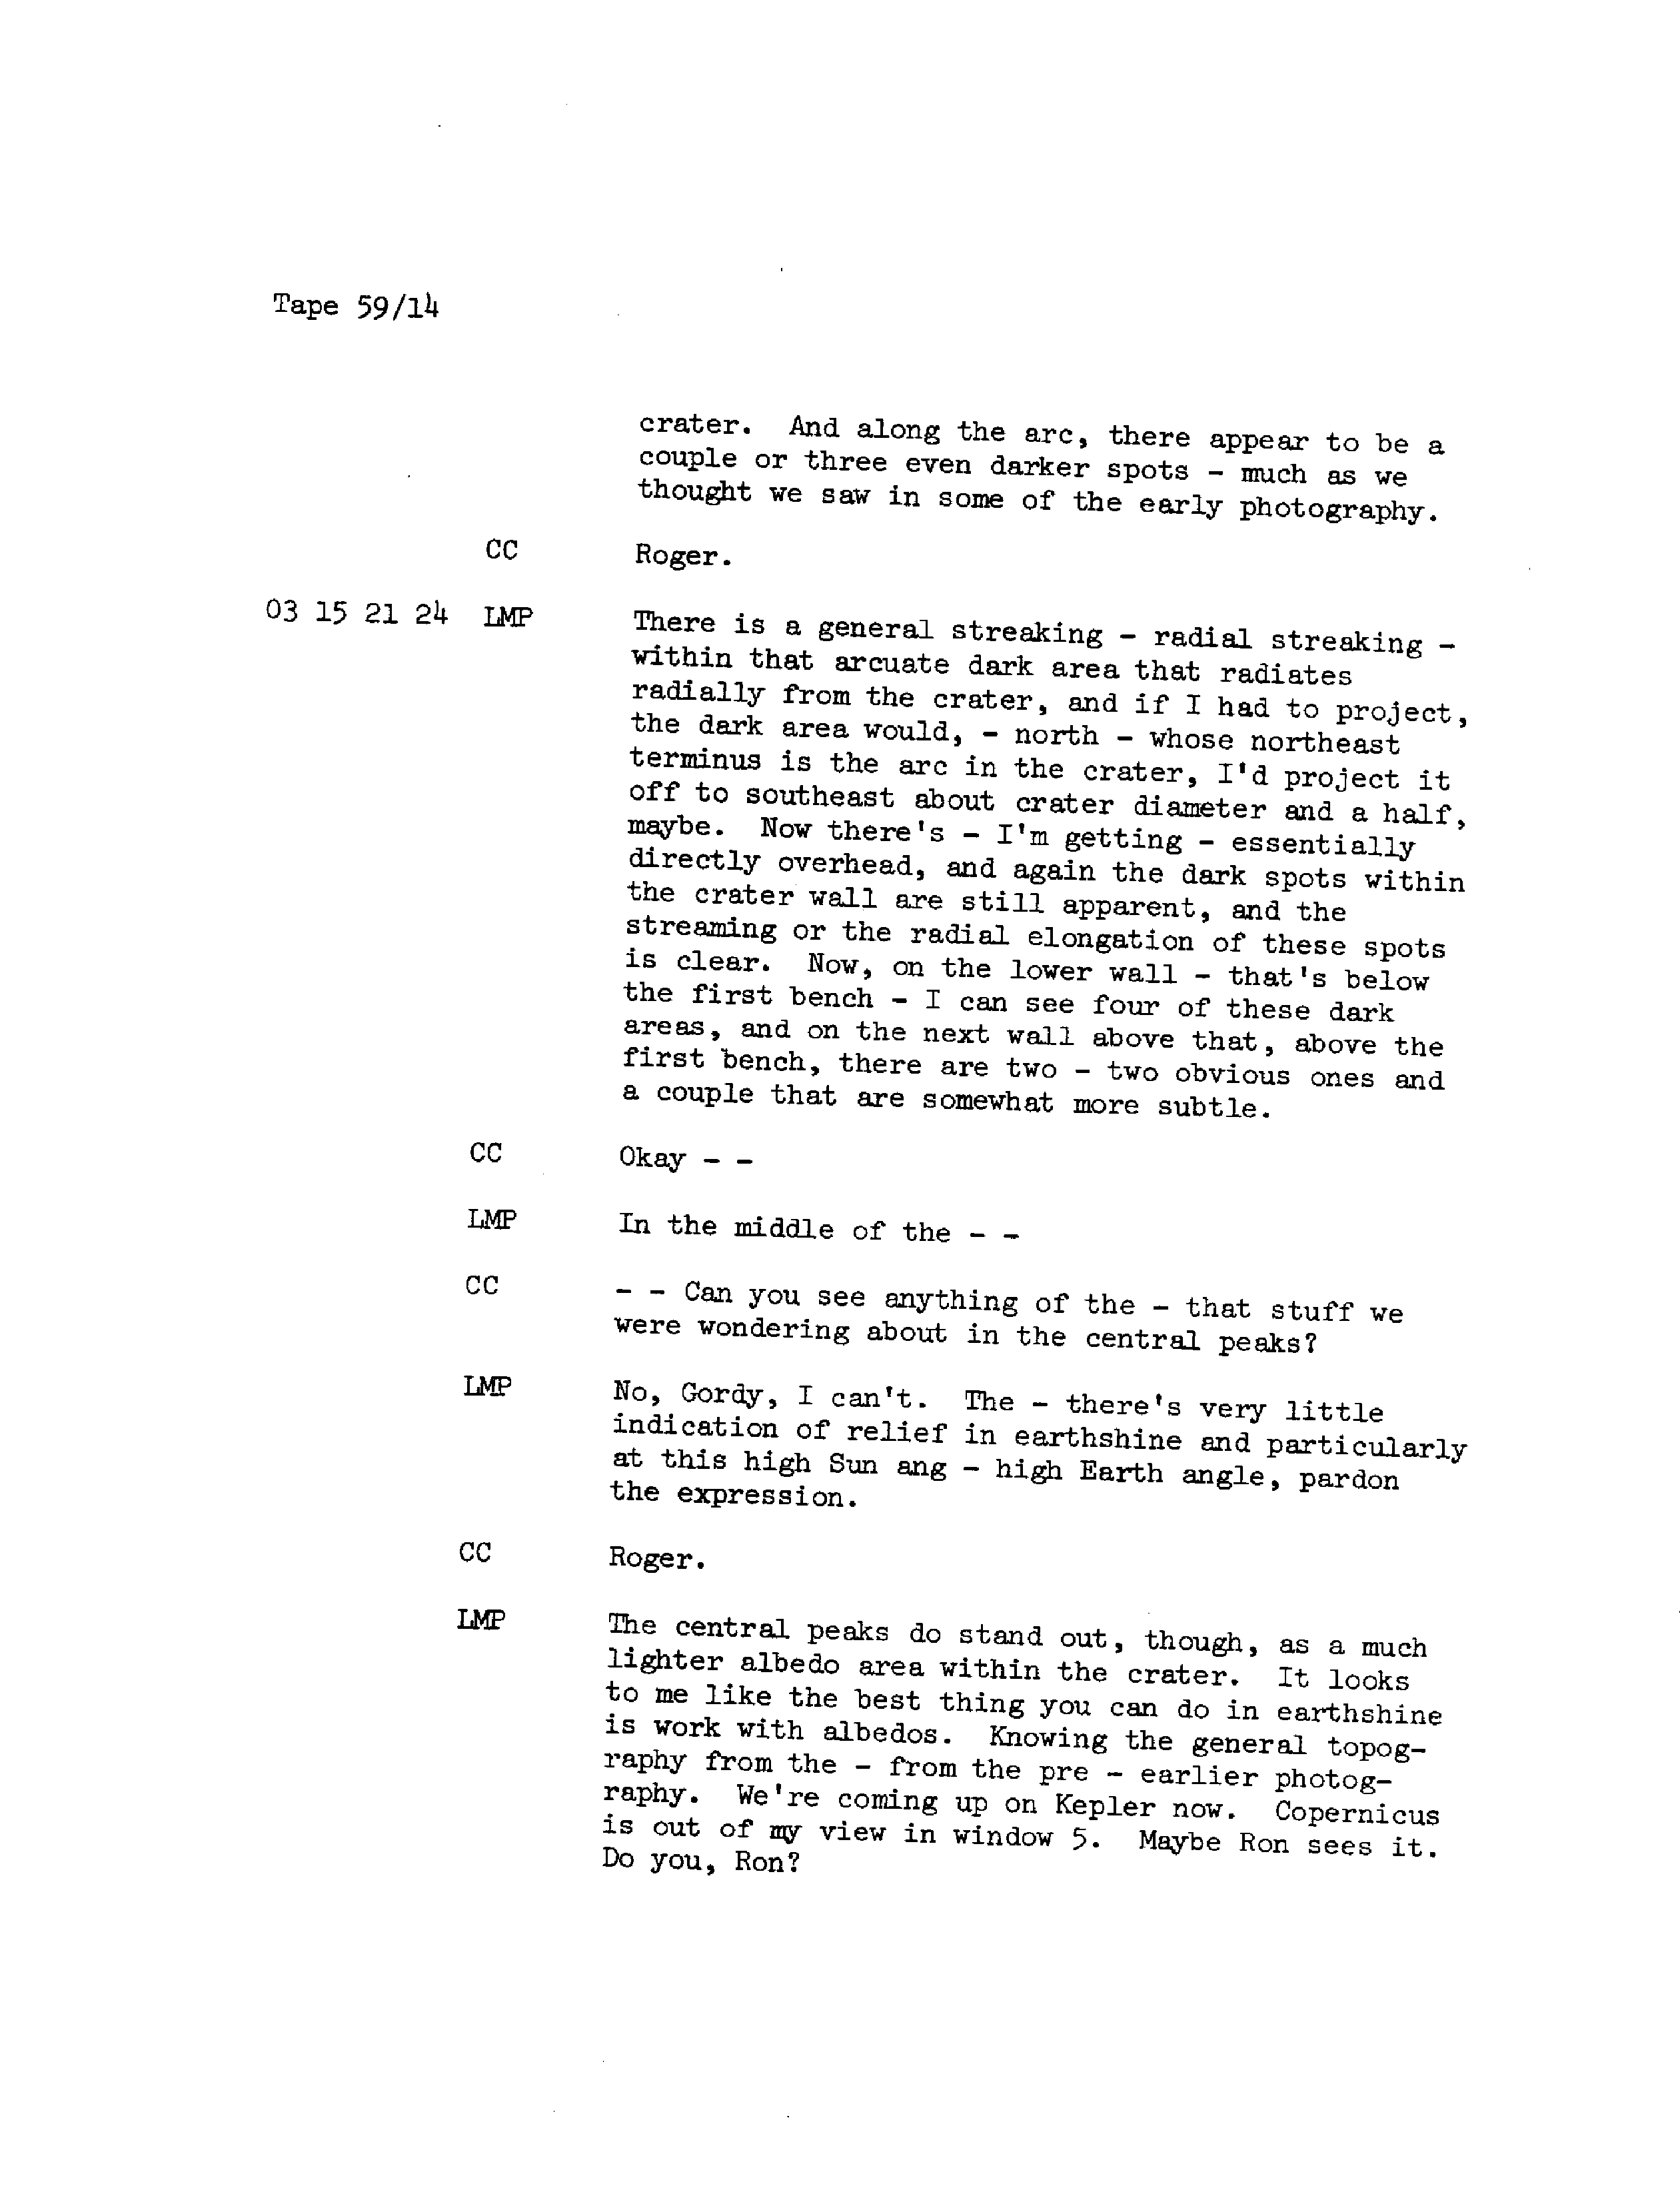 Tape 59/14
crater. And along the arc, there appear to be a
couple or three even darker spots - much as we
thought we saw in some of the early photography.
CC Roger.
03 15 21 24 LMP There is a general streaking - radial streaking -
within that arcuate dark area that radiates
radially from the crater, and if I had to project,
the dark area would, - north - whose northeast
terminus is the arc in the crater, I'd project it
off to southeast about crater diameter and a half,
maybe. Now there's - I'm getting - essentially
directly overhead, and again the dark spots within
the crater wall are still apparent, and the
streaming or the radial elongation of these spots
is clear. Now, on the lower wall - that's below
the first bench - I can see four of these dark
areas, and on the next wall above that, above the
first bench, there are two - two obvious ones and
a couple that are somewhat more subtle.
CC Okay - -
LMP In the middle of the - -
CC - - Can you see anything of the - that stuff we
were wondering about in the central peaks?
LMP No, Gordy, I can't. The - there's very little
indication of relief in earthshine and particularly
at this high Sun ang - high Earth angle, pardon
the expression.
CC Roger.
LMP The central peaks do stand out, though, as a much
lighter albedo area within the crater. It looks
to me like the best thing you can do in earthshine
is work with albedos. Knowing the general topog-
raphy from the - from the pre - earlier photog-
raphy. We're coming up on Kepler now. Copernicus
is out of my view in window 5. Maybe Ron sees it.
Do you, Ron?